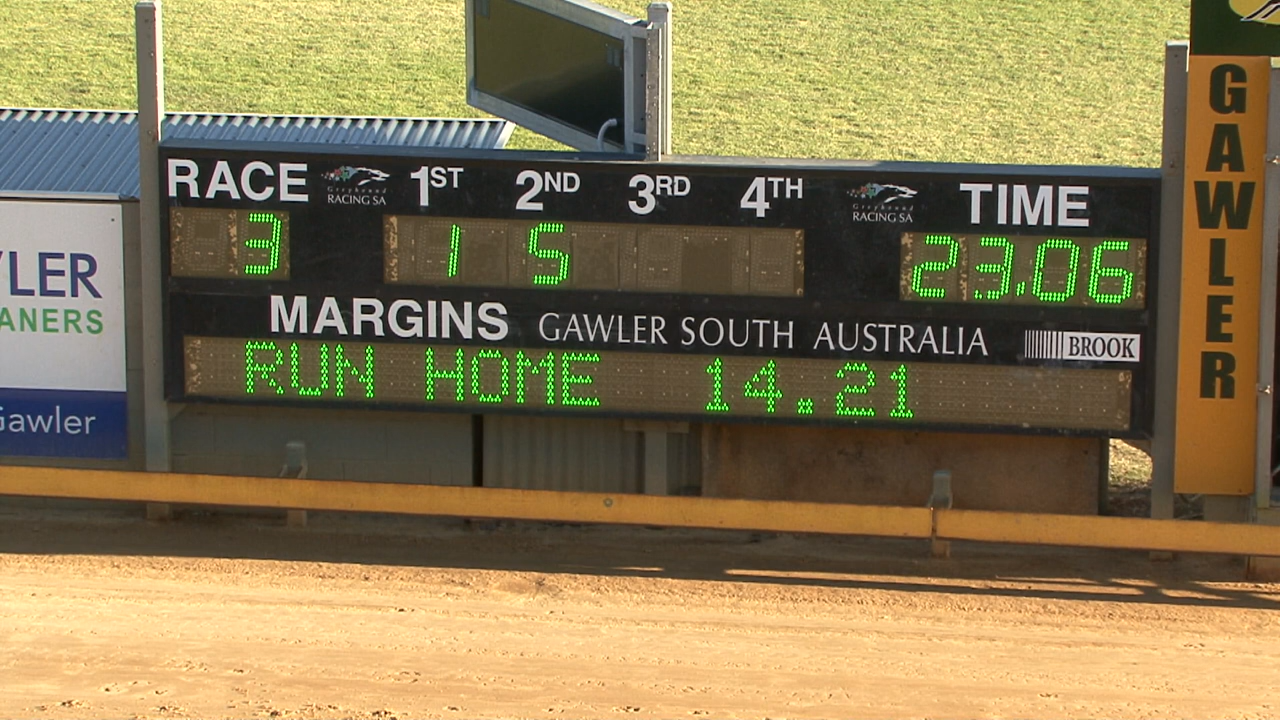 RACE Greyhound RACING SA 1ST 2ND 3RD 4TH Greyhound RACING SA TIME
3 1 5 23.06
MARGINS GAWLER SOUTH AUSTRALIA BROOK
RUN HOME 14.21
GAWLER
LER
ANERS
Gawler